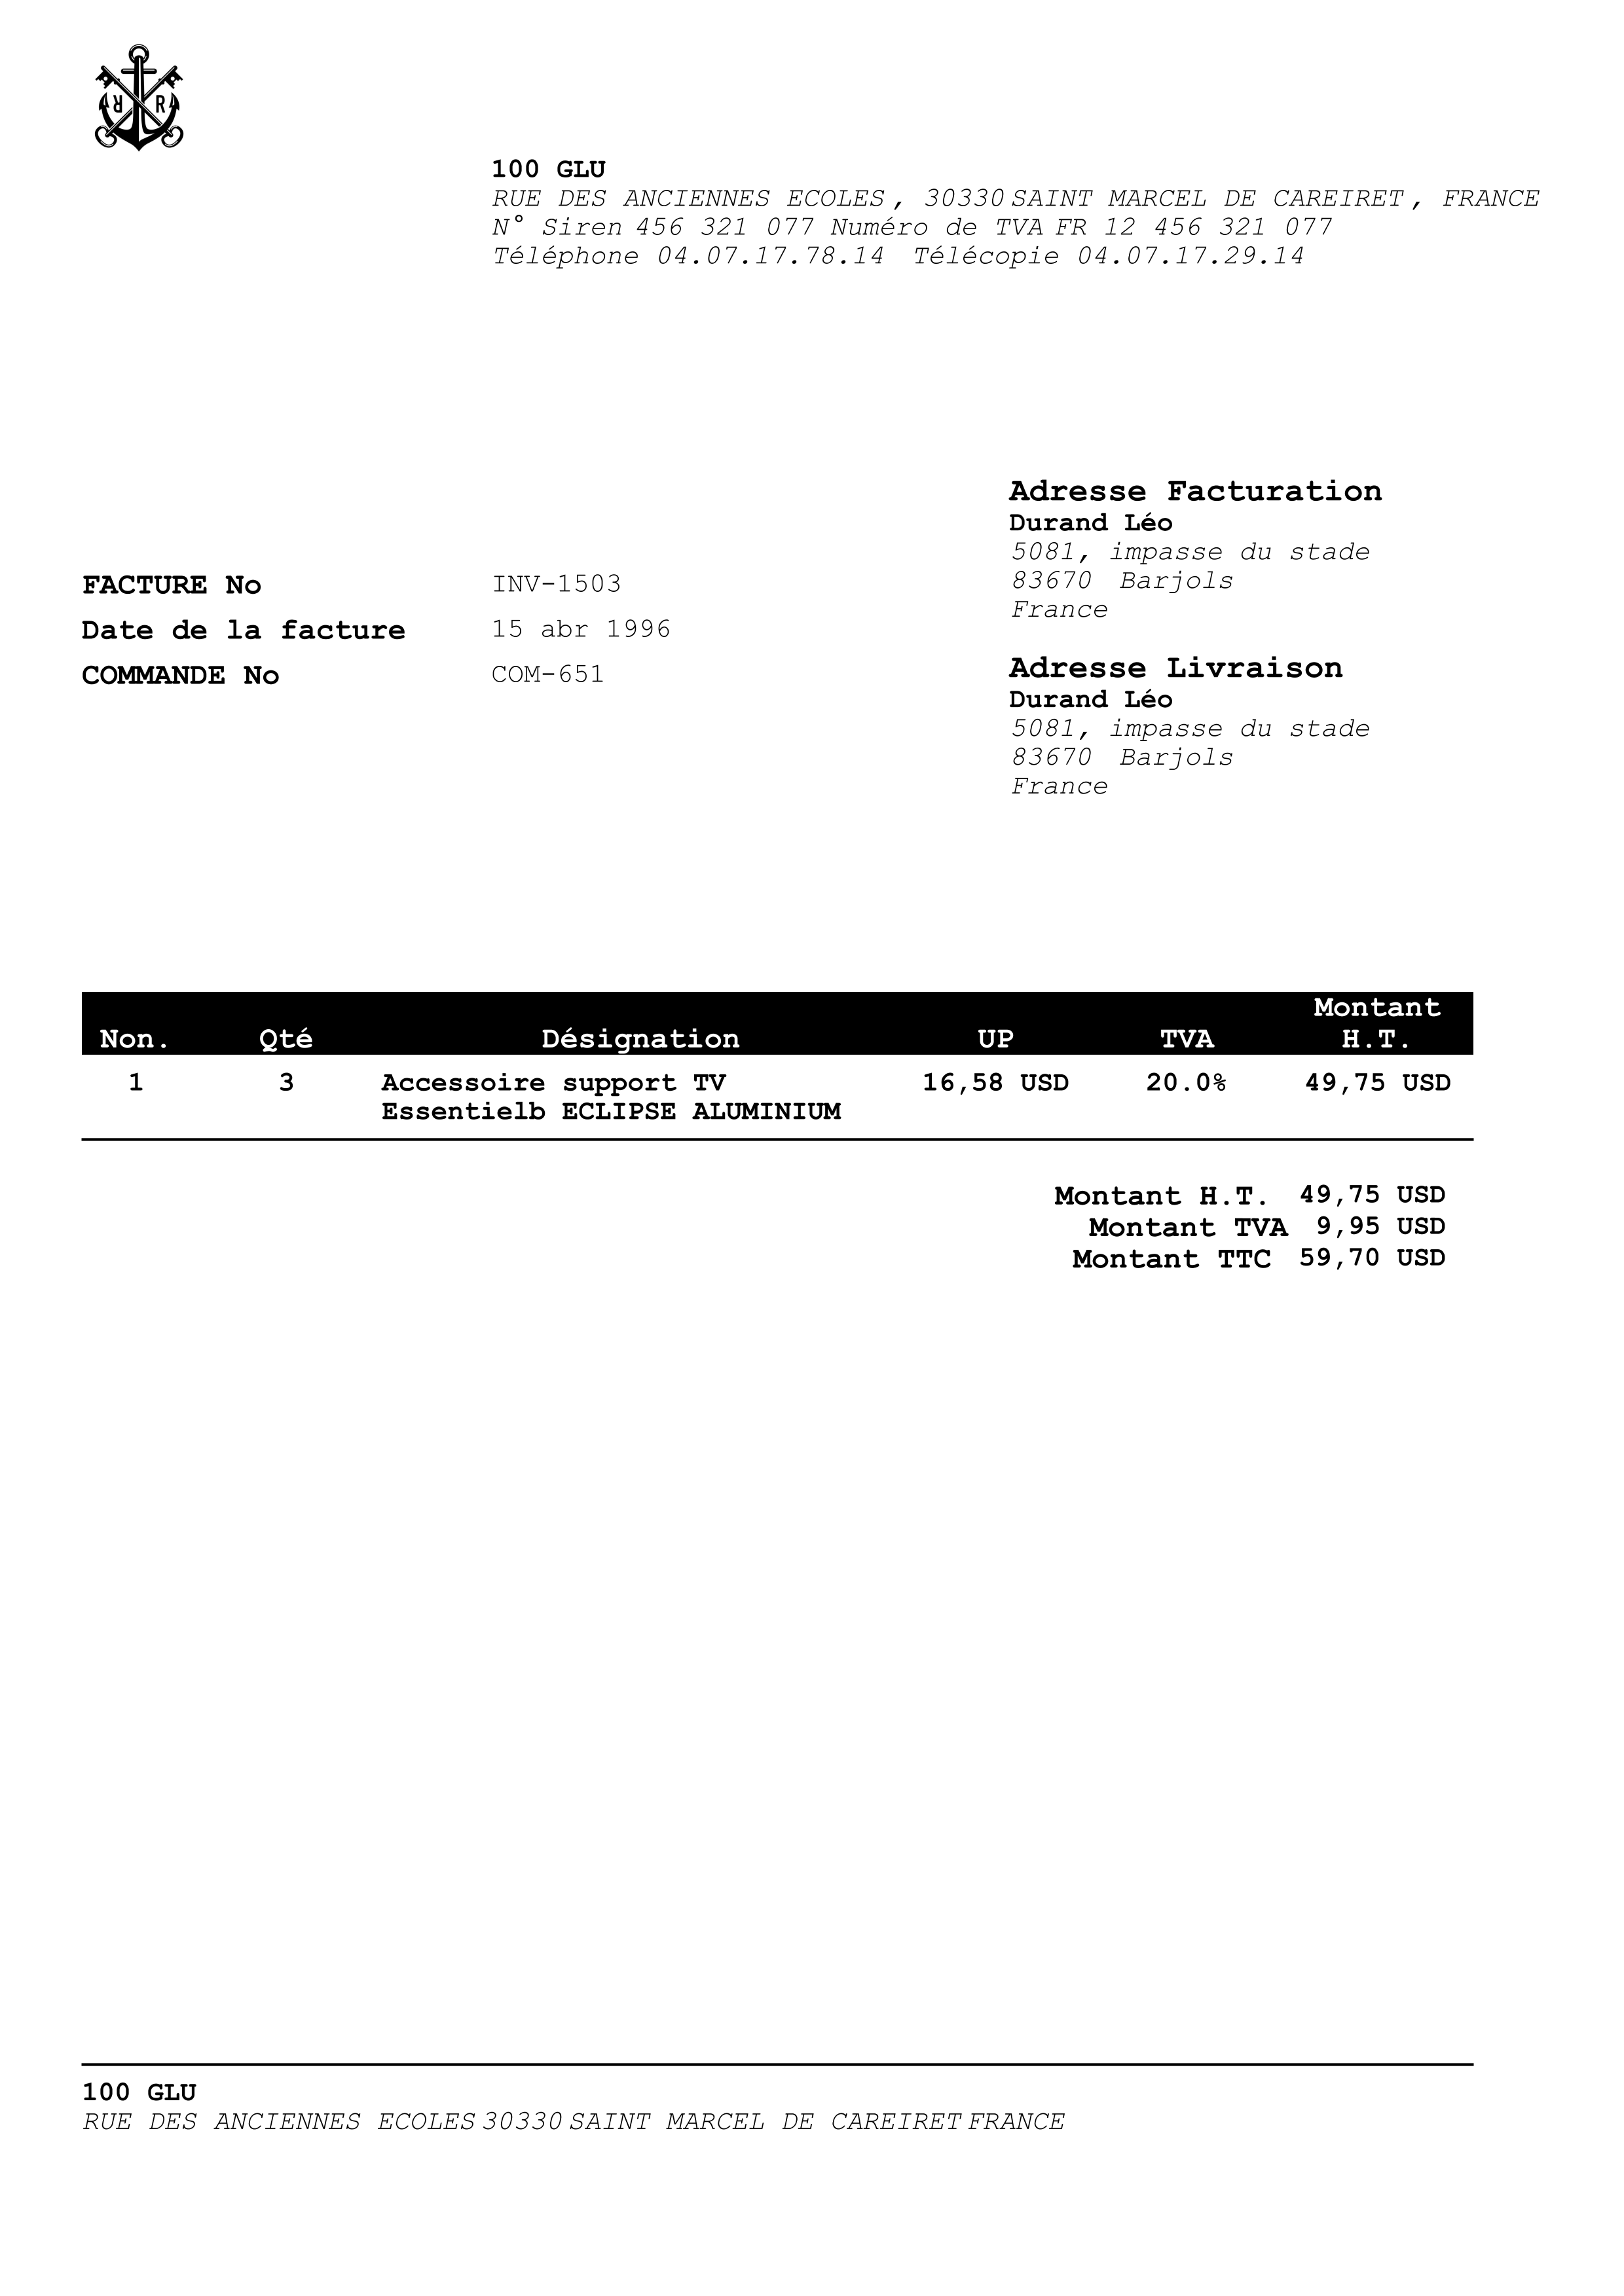 R R
100 GLU
RUE DES ANCIENNES ECOLES, 30330 SAINT MARCEL DE CAREIRET, FRANCE
N° Siren 456 321 077 Numéro de TVA FR 12 456 321 077
Téléphone 04.07.17.78.14 Télécopie 04.07.17.29.14
FACTURE No INV-1503
Date de la facture 15 abr 1996
COMMANDE No COM-651
Adresse Facturation
Durand Léo
5081, impasse du stade
83670 Barjols
France
Adresse Livraison
Durand Léo
5081, impasse du stade
83670 Barjols
France
Non. Qté Désignation UP TVA Montant H.T.
1 3 Accessoire support TV 16,58 USD 20.0% 49,75 USD
Essentielb ECLIPSE ALUMINIUM
Montant H.T. 49,75 USD
Montant TVA 9,95 USD
Montant TTC 59,70 USD
100 GLU
RUE DES ANCIENNES ECOLES 30330 SAINT MARCEL DE CAREIRET FRANCE